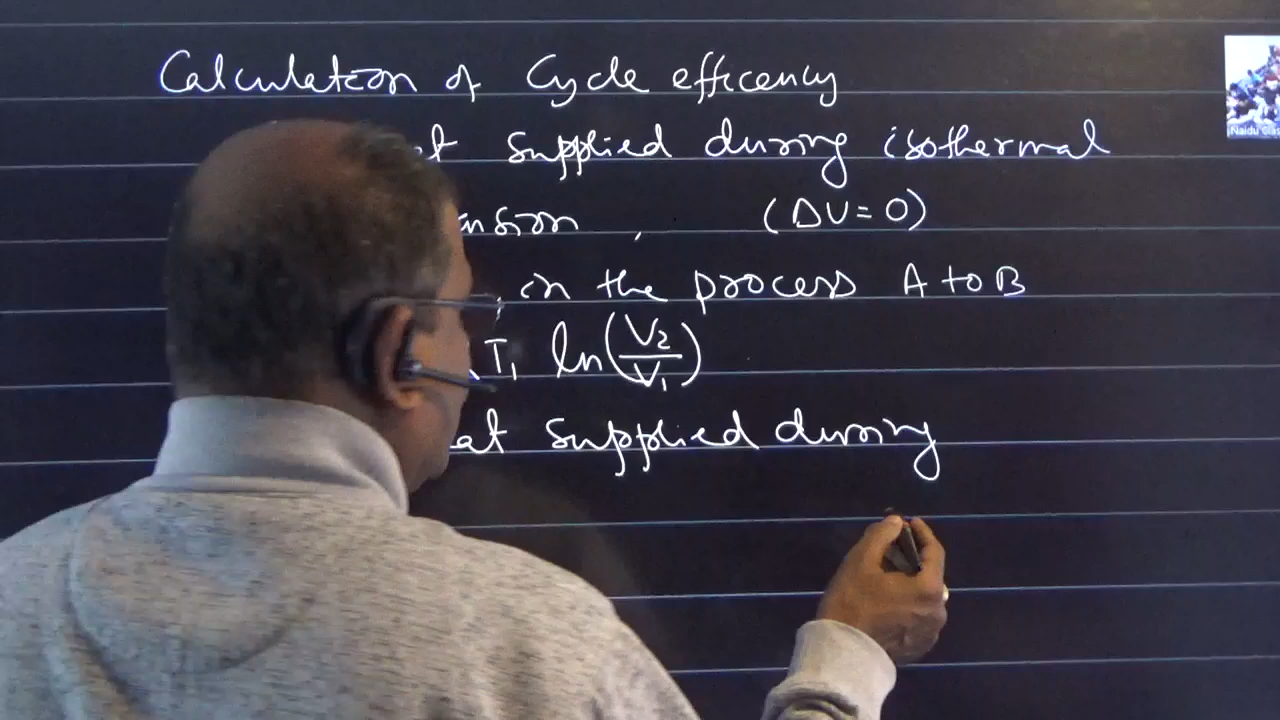 Calculation of Cycle efficency
supplied during isothermal
(ΔU = 0)
in the process A to B
T₁ ln(V₂/V₁)
supplied during
Naidu